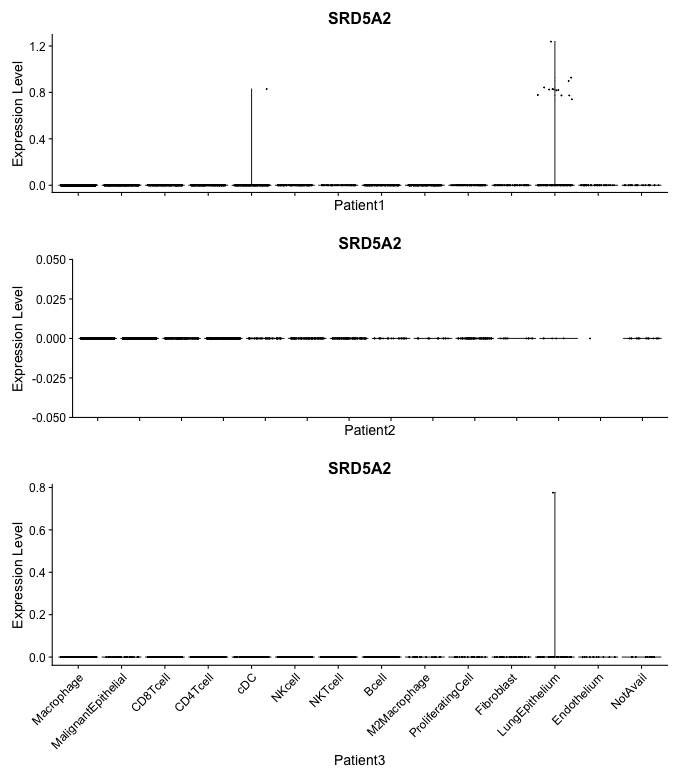 SRD5A2
Expression Level
1.2
0.8
0.4
0.0
Patient1
SRD5A2
Expression Level
0.050
0.025
0.000
-0.025
-0.050
Patient2
SRD5A2
Expression Level
0.8
0.6
0.4
0.2
0.0
Macrophage
MalignantEpithelial
CD8Tcell
CD4Tcell
cDC
NKcell
NKTcell
Bcell
M2Macrophage
ProliferatingCell
Fibroblast
LungEpithelium
Endothelium
NotAvail
Patient3